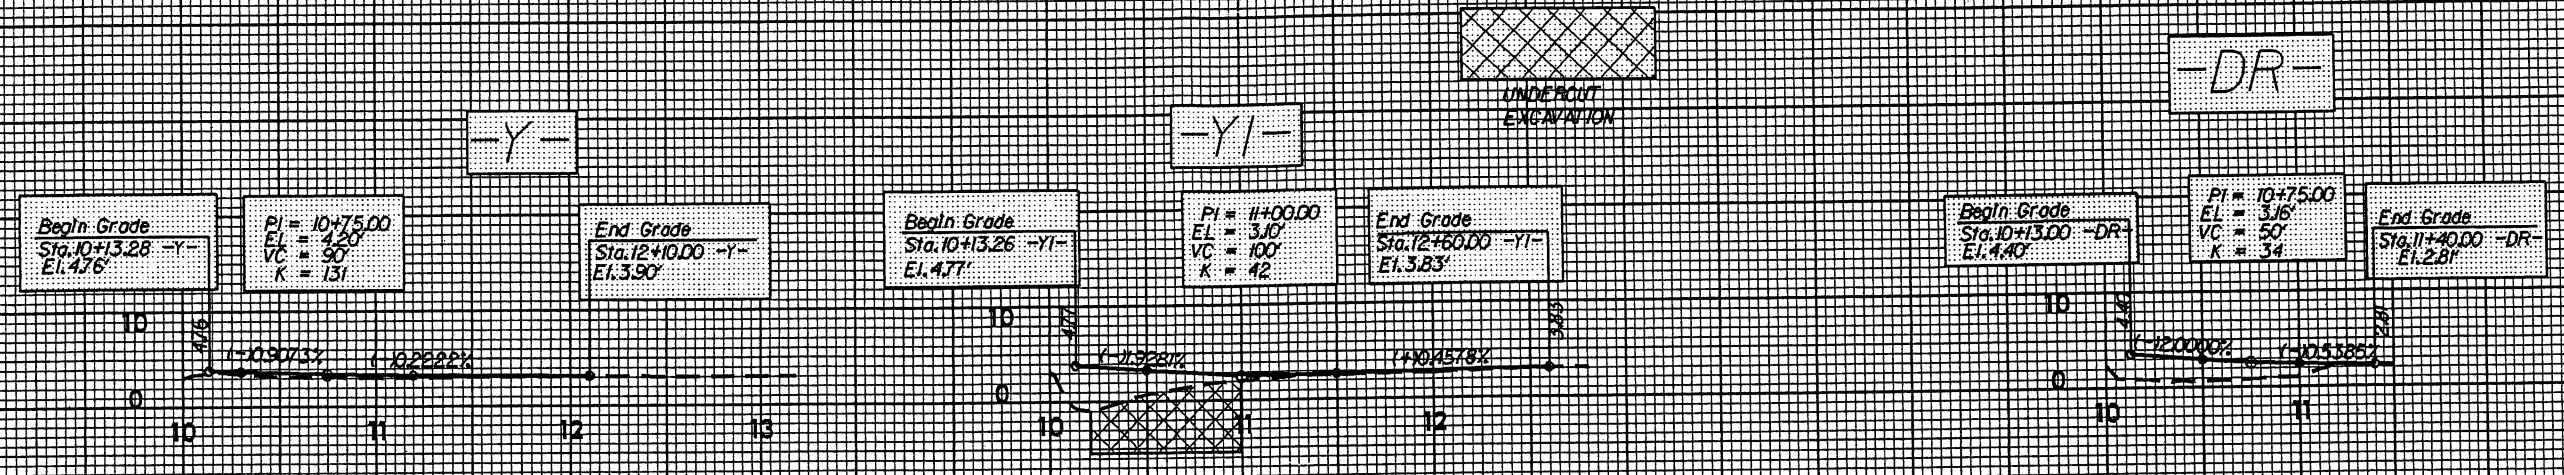 UNDERCUT
EXCAVATION
-Y-
Begin Grade
Sta.10+13.28 -Y-
El.4.76'
PI = 10+75.00
EL = 4.20'
VC = 90'
K = 131
End Grade
Sta.12+10.00 -Y-
El.3.90'
10
0
4.76
(-)0.9073%
(-)0.2222%
10
11
12
13
-Y1-
Begin Grade
Sta.10+13.26 -Y1-
El.4.77'
PI = 11+00.00
EL = 3.10'
VC = 100'
K = 42
End Grade
Sta.12+60.00 -Y1-
El.3.83'
10
0
4.77
(-)1.9281%
(+)0.4578%
3.83
10
11
12
-DR-
Begin Grade
Sta.10+13.00 -DR-
El.4.40'
PI = 10+75.00
EL = 3.16'
VC = 50'
K = 34
End Grade
Sta.11+40.00 -DR-
El.2.81'
10
0
4.40
(-)2.0000%
(-)0.5385%
2.81
10
11